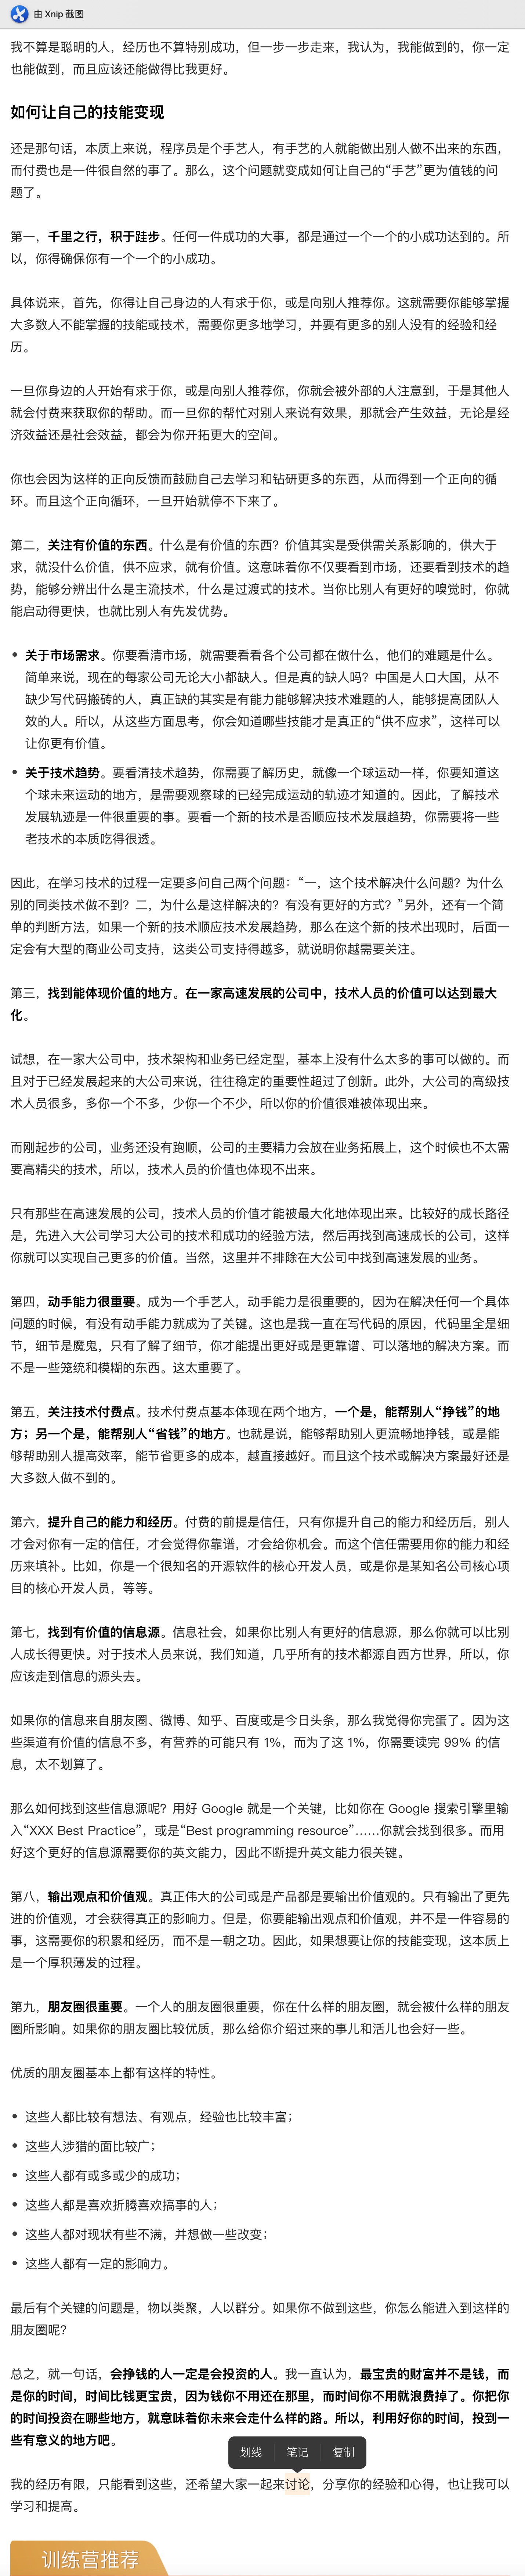 由 Xnip 截图
我不算是聪明的人，经历也不算特别成功，但一步一步走来，我认为，我能做到的，你一定
也能做到，而且应该还能做得比我更好。
如何让自己的技能变现
还是那句话，本质上来说，程序员是个手艺人，有手艺的人就能做出别人做不出来的东西，
而付费也是一件很自然的事了。那么，这个问题就变成如何让自己的“手艺”更为值钱的问
题了。
第一，千里之行，积于跬步。任何一件成功的大事，都是通过一个一个的小成功达到的。所
以，你得确保你有一个一个的小成功。
具体说来，首先，你得让自己身边的人有求于你，或是向别人推荐你。这就需要你能够掌握
大多数人不能掌握的技能或技术，需要你更多地学习，并要有更多的别人没有的经验和经
历。
一旦你身边的人开始有求于你，或是向别人推荐你，你就会被外部的人注意到，于是其他人
就会付费来获取你的帮助。而一旦你的帮忙对别人来说有效果，那就会产生效益，无论是经
济效益还是社会效益，都会为你开拓更大的空间。
你也会因为这样的正向反馈而鼓励自己去学习和钻研更多的东西，从而得到一个正向的循
环。而且这个正向循环，一旦开始就停不下来了。
第二，关注有价值的东西。什么是有价值的东西？价值其实是受供需关系影响的，供大于
求，就没什么价值，供不应求，就有价值。这意味着你不仅要看到市场，还要看到技术的趋
势，能够分辨出什么是主流技术，什么是过渡式的技术。当你比别人有更好的嗅觉时，你就
能启动得更快，也就比别人有先发优势。
• 关于市场需求。你要看清市场，就需要看看各个公司都在做什么，他们的难题是什么。
简单来说，现在的每家公司无论大小都缺人。但是真的缺人吗？中国是人口大国，从不
缺少写代码搬砖的人，真正缺的其实是有能力能够解决技术难题的人，能够提高团队人
效的人。所以，从这些方面思考，你会知道哪些技能才是真正的“供不应求”，这样可以
让你更有价值。
• 关于技术趋势。要看清技术趋势，你需要了解历史，就像一个球运动一样，你要知道这
个球未来运动的地方，是需要观察球的已经完成运动的轨迹才知道的。因此，了解技术
发展轨迹是一件很重要的事。要看一个新的技术是否顺应技术发展趋势，你需要将一些
老技术的本质吃得很透。
因此，在学习技术的过程一定要多问自己两个问题：“一，这个技术解决什么问题？为什么
别的同类技术做不到？二，为什么是这样解决的？有没有更好的方式？”另外，还有一个简
单的判断方法，如果一个新的技术顺应技术发展趋势，那么在这个新的技术出现时，后面一
定会有大型的商业公司支持，这类公司支持得越多，就说明你越需要关注。
第三，找到能体现价值的地方。在一家高速发展的公司中，技术人员的价值可以达到最大
化。
试想，在一家大公司中，技术架构和业务已经定型，基本上没有什么太多的事可以做的。而
且对于已经发展起来的大公司来说，往往稳定的重要性超过了创新。此外，大公司的高级技
术人员很多，多你一个不多，少你一个不少，所以你的价值很难被体现出来。
而刚起步的公司，业务还没有跑顺，公司的主要精力会放在业务拓展上，这个时候也不太需
要高精尖的技术，所以，技术人员的价值也体现不出来。
只有那些在高速发展的公司，技术人员的价值才能被最大化地体现出来。比较好的成长路径
是，先进入大公司学习大公司的技术和成功的经验方法，然后再找到高速成长的公司，这样
你就可以实现自己更多的价值。当然，这里并不排除在大公司中找到高速发展的业务。
第四，动手能力很重要。成为一个手艺人，动手能力是很重要的，因为在解决任何一个具体
问题的时候，有没有动手能力就成为了关键。这也是我一直在写代码的原因，代码里全是细
节，细节是魔鬼，只有了解了细节，你才能提出更好或是更靠谱、可以落地的解决方案。而
不是一些笼统和模糊的东西。这太重要了。
第五，关注技术付费点。技术付费点基本体现在两个地方，一个是，能帮别人“挣钱”的地
方；另一个是，能帮别人“省钱”的地方。也就是说，能够帮助别人更流畅地挣钱，或是能
够帮助别人提高效率，能节省更多的成本，越直接越好。而且这个技术或解决方案最好还是
大多数人做不到的。
第六，提升自己的能力和经历。付费的前提是信任，只有你提升自己的能力和经历后，别人
才会对你有一定的信任，才会觉得你靠谱，才会给你机会。而这个信任需要用你的能力和经
历来填补。比如，你是一个很知名的开源软件的核心开发人员，或是你是某知名公司核心项
目的核心开发人员，等等。
第七，找到有价值的信息源。信息社会，如果你比别人有更好的信息源，那么你就可以比别
人成长得更快。对于技术人员来说，我们知道，几乎所有的技术都源自西方世界，所以，你
应该走到信息的源头去。
如果你的信息来自朋友圈、微博、知乎、百度或是今日头条，那么我觉得你完蛋了。因为这
些渠道有价值的信息不多，有营养的可能只有 1%，而为了这 1%，你需要读完 99% 的信
息，太不划算了。
那么如何找到这些信息源呢？用好 Google 就是一个关键，比如你在 Google 搜索引擎里输
入“XXX Best Practice”，或是“Best programming resource”……你就会找到很多。而用
好这个更好的信息源需要你的英文能力，因此不断提升英文能力很关键。
第八，输出观点和价值观。真正伟大的公司或是产品都是要输出价值观的。只有输出了更先
进的价值观，才会获得真正的影响力。但是，你要能输出观点和价值观，并不是一件容易的
事，这需要你的积累和经历，而不是一朝之功。因此，如果想要让你的技能变现，这本质上
是一个厚积薄发的过程。
第九，朋友圈很重要。一个人的朋友圈很重要，你在什么样的朋友圈，就会被什么样的朋友
圈所影响。如果你的朋友圈比较优质，那么给你介绍过来的事儿和活儿也会好一些。
优质的朋友圈基本上都有这样的特性。
• 这些人都比较有想法、有观点，经验也比较丰富；
• 这些人涉猎的面比较广；
• 这些人都有或多或少的成功；
• 这些人都是喜欢折腾喜欢搞事的人；
• 这些人都对现状有些不满，并想做一些改变；
• 这些人都有一定的影响力。
最后有个关键的问题是，物以类聚，人以群分。如果你不做到这些，你怎么能进入到这样的
朋友圈呢？
总之，就一句话，会挣钱的人一定是会投资的人。我一直认为，最宝贵的财富并不是钱，而
是你的时间，时间比钱更宝贵，因为钱你不用还在那里，而时间你不用就浪费掉了。你把你
的时间投资在哪些地方，就意味着你未来会走什么样的路。所以，利用好你的时间，投到一
些有意义的地方吧。
划线 笔记 复制
我的经历有限，只能看到这些，还希望大家一起来讨论，分享你的经验和心得，也让我可以
学习和提高。
训练营推荐